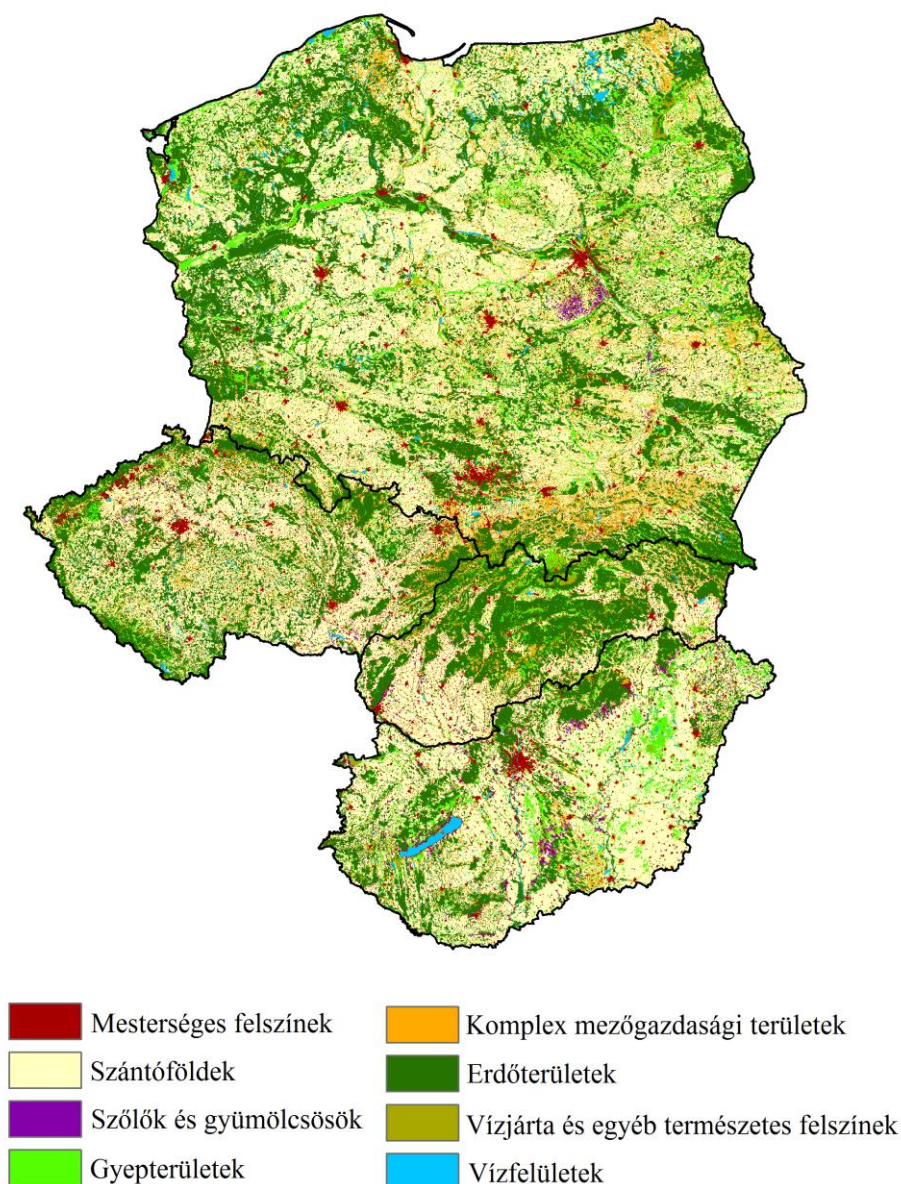 Mesterséges felszínek
Szántóföldek
Szőlők és gyümölcsösök
Gyepterületek
Komplex mezőgazdasági területek
Erdőterületek
Vízjárta és egyéb természetes felszínek
Vízfelületek